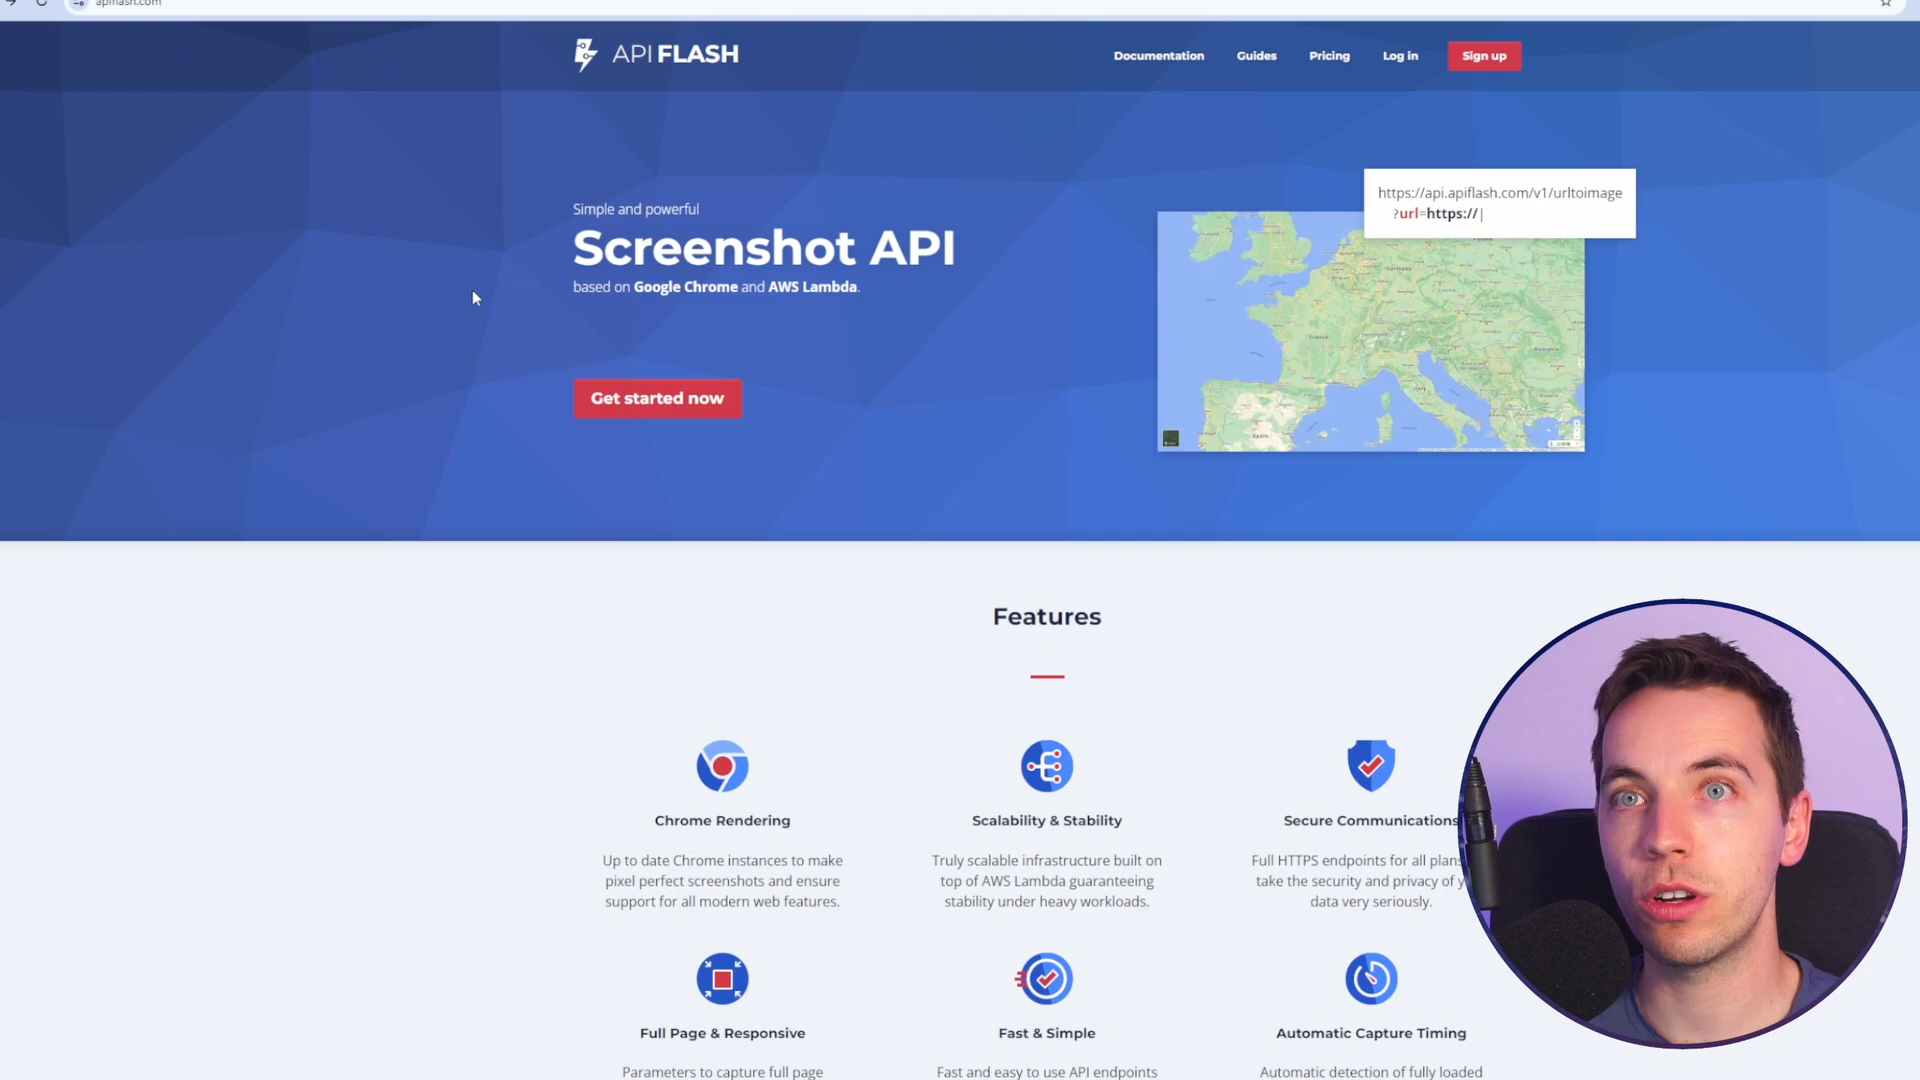 apiflash.com
API FLASH
Documentation
Guides
Pricing
Log in
Sign up
Simple and powerful
Screenshot API
based on Google Chrome and AWS Lambda.
Get started now
https://api.apiflash.com/v1/urltoimage
?url=https://|
Germany
France
Italy
Spain
Features
Chrome Rendering
Up to date Chrome instances to make
pixel perfect screenshots and ensure
support for all modern web features.
Scalability & Stability
Truly scalable infrastructure built on
top of AWS Lambda guaranteeing
stability under heavy workloads.
Secure Communications
Full HTTPS endpoints for all plans
take the security and privacy of y
data very seriously.
Full Page & Responsive
Parameters to capture full page
Fast & Simple
Fast and easy to use API endpoints
Automatic Capture Timing
Automatic detection of fully loaded